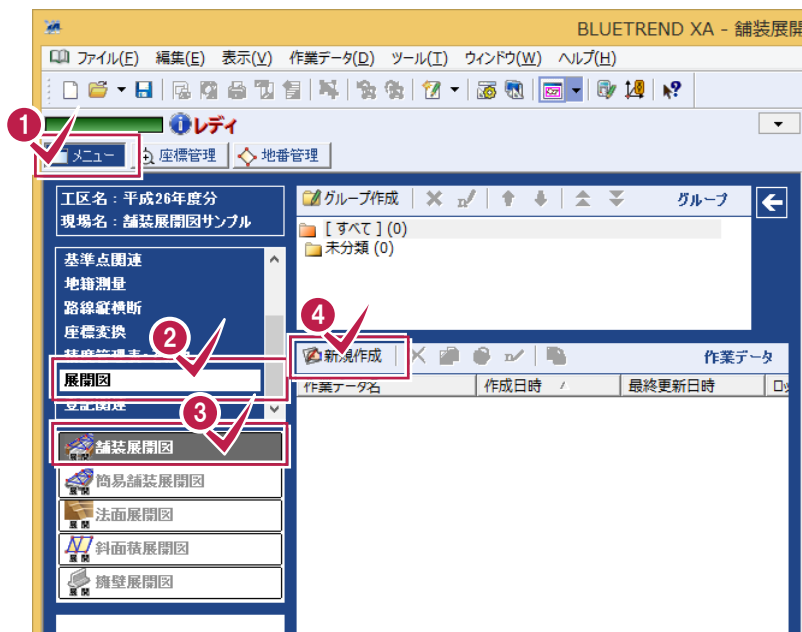 BLUETREND XA - 舗装展開
ファイル(F) 編集(E) 表示(V) 作業データ(D) ツール(T) ウィンドウ(W) ヘルプ(H)
1
レディ
メニュー 座標管理 地番管理
工区名：平成26年度分
現場名：舗装展開図サンプル
グループ作成 グループ
[ すべて ] (0)
未分類 (0)
基準点関連
地籍測量
路線縦横断
座標変換
2
展開図
登記関連
3
4
新規作成 作業データ
作業データ名 作成日時 最終更新日時
舗装展開図
簡易舗装展開図
法面展開図
斜面積展開図
擁壁展開図